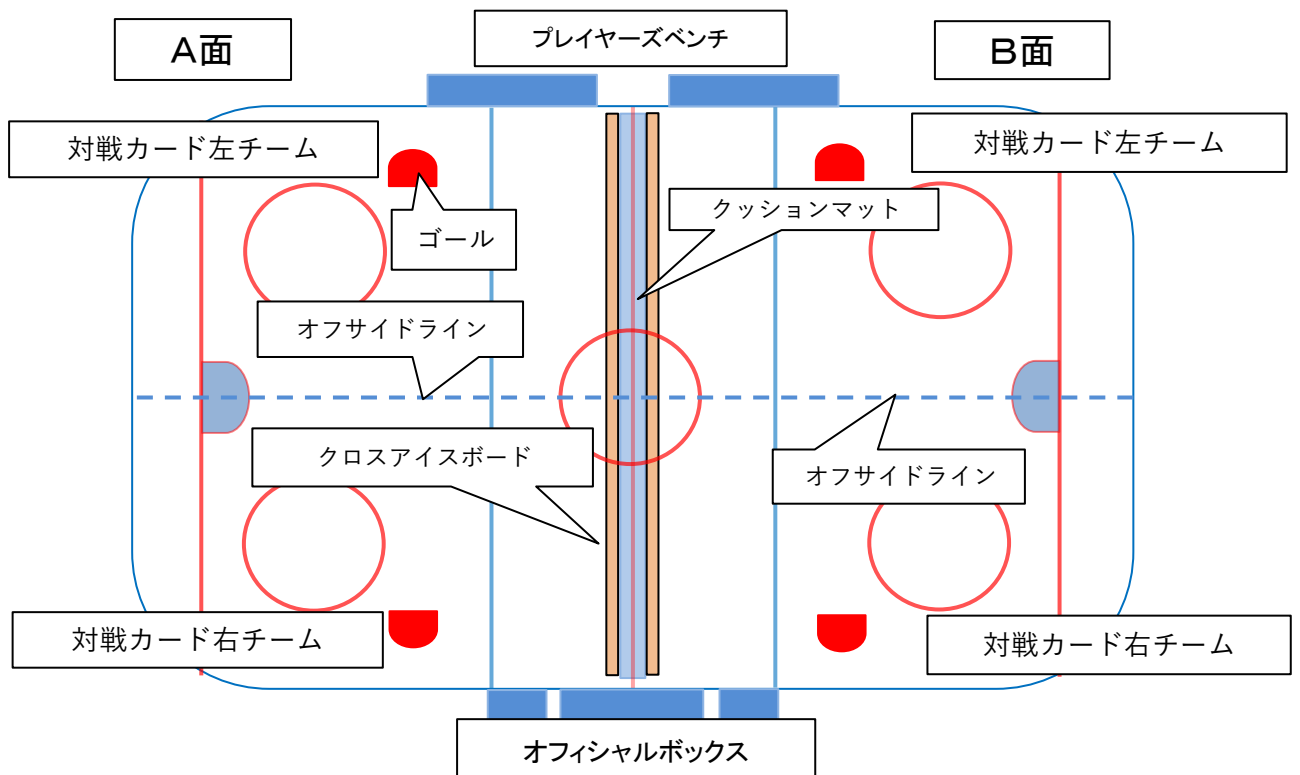 A面
プレイヤーズベンチ
B面
対戦カード左チーム
対戦カード左チーム
クッションマット
ゴール
オフサイドライン
クロスアイスボード
オフサイドライン
対戦カード右チーム
対戦カード右チーム
オフィシャルボックス